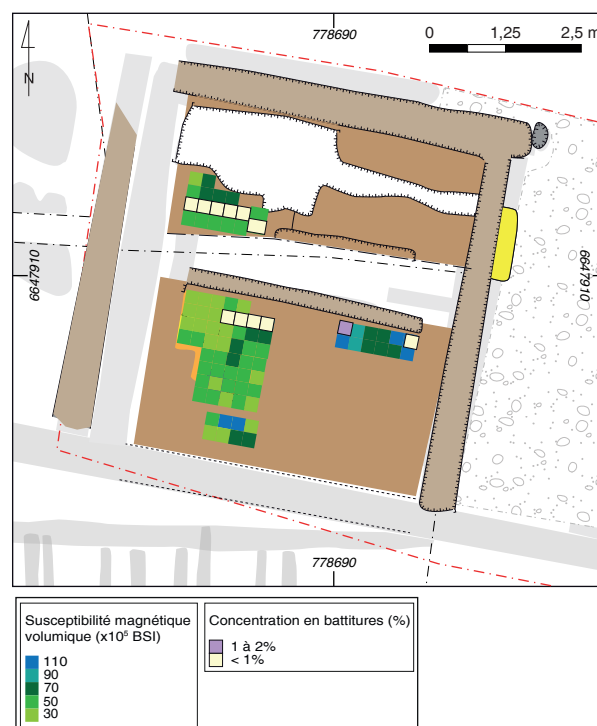 778690
0 1,25 2,5 m
N
6647910
6647910
778690
Susceptibilité magnétique
volumique (x10⁵ BSI)
110
90
70
50
30
Concentration en battitures (%)
1 à 2%
< 1%